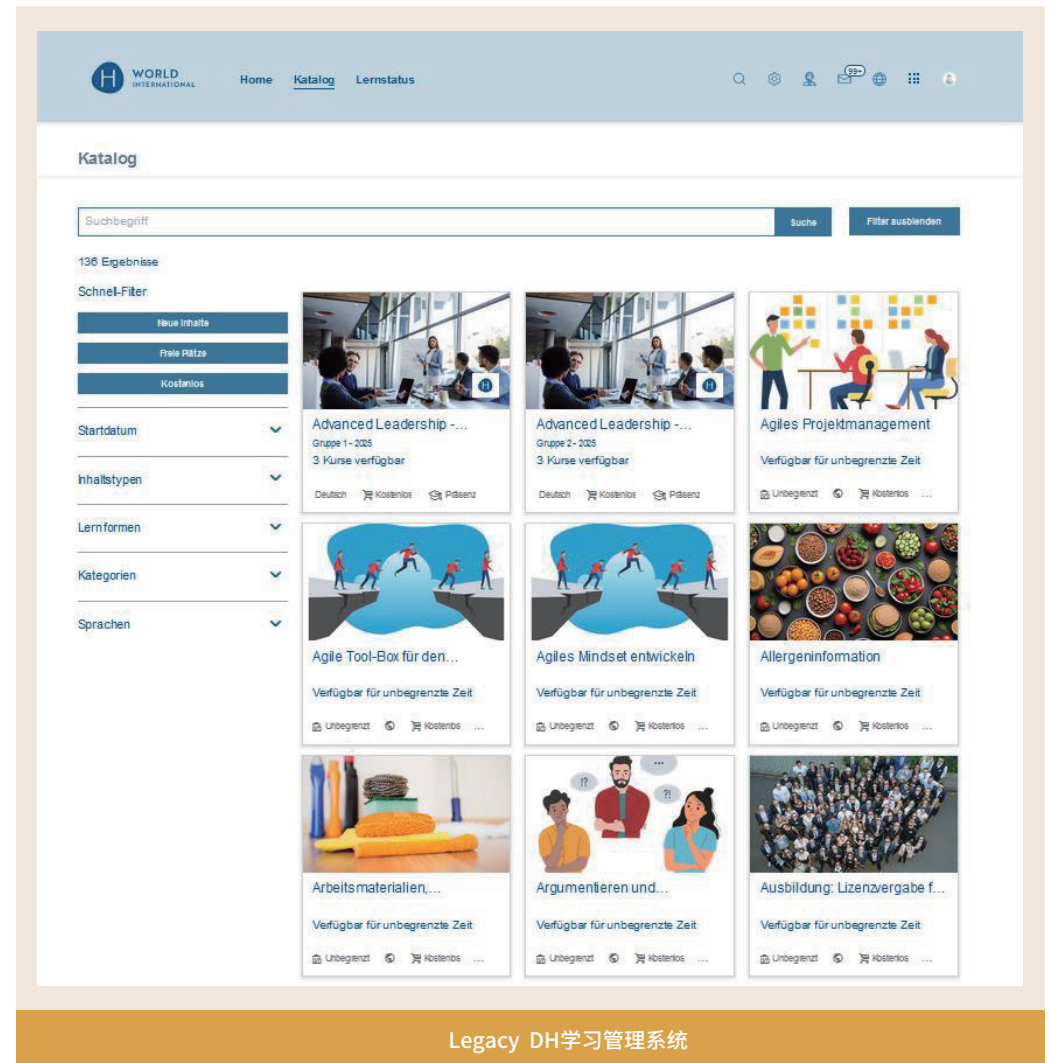 H WORLD
INTERNATIONAL
Home Katalog Lernstatus
99+
Katalog
Suchbegriff
Suche
Filter ausblenden
136 Ergebnisse
Schnell-Filter
Neue Inhalte
Freie Plätze
Kostenlos
Startdatum
Inhaltstypen
Lernformen
Kategorien
Sprachen
H
Advanced Leadership -...
Gruppe 1 - 2025
3 Kurse verfügbar
Deutsch Kostenlos Präsenz
H
Advanced Leadership -...
Gruppe 2 - 2025
3 Kurse verfügbar
Deutsch Kostenlos Präsenz
Agiles Projektmanagement
Verfügbar für unbegrenzte Zeit
Unbegrenzt Kostenlos ...
Agile Tool-Box für den...
Verfügbar für unbegrenzte Zeit
Unbegrenzt Kostenlos ...
Agiles Mindset entwickeln
Verfügbar für unbegrenzte Zeit
Unbegrenzt Kostenlos ...
Allergeninformation
Verfügbar für unbegrenzte Zeit
Unbegrenzt Kostenlos ...
Arbeitsmaterialien,...
Verfügbar für unbegrenzte Zeit
Unbegrenzt Kostenlos ...
!?
...
?!
Argumentieren und...
Verfügbar für unbegrenzte Zeit
Unbegrenzt Kostenlos ...
Ausbildung: Lizenzvergabe f...
Verfügbar für unbegrenzte Zeit
Unbegrenzt Kostenlos ...
Legacy DH学习管理系统